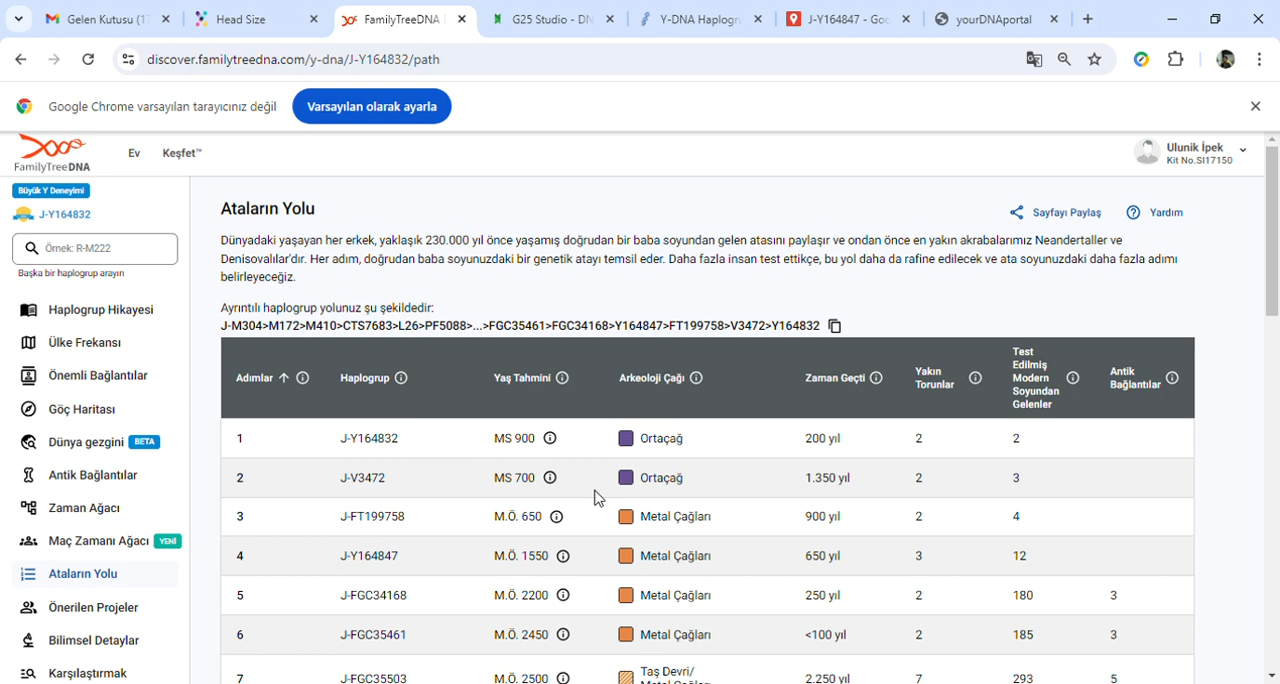 Gelen Kutusu (1
Head Size
FamilyTreeDNA
G25 Studio - DN
Y-DNA Haplogru
J-Y164847 - Goo
yourDNAportal
discover.familytreedna.com/y-dna/J-Y164832/path
Google Chrome varsayılan tarayıcınız değil
Varsayılan olarak ayarla
FamilyTreeDNA
Ev
Keşfet™
Ulunik İpek
Kit No.SI17150
Büyük Y Deneyimi
J-Y164832
Örnek: R-M222
Başka bir haplogrup arayın
Haplogrup Hikayesi
Ülke Frekansı
Önemli Bağlantılar
Göç Haritası
Dünya gezgini BETA
Antik Bağlantılar
Zaman Ağacı
Maç Zamanı Ağacı YENİ
Ataların Yolu
Önerilen Projeler
Bilimsel Detaylar
Karşılaştırmak
Ataların Yolu
Sayfayı Paylaş
Yardım
Dünyadaki yaşayan her erkek, yaklaşık 230.000 yıl önce yaşamış doğrudan bir baba soyundan gelen atasını paylaşır ve ondan önce en yakın akrabalarımız Neandertaller ve
Denisovalılar'dır. Her adım, doğrudan baba soyunuzdaki bir genetik atayı temsil eder. Daha fazla insan test ettikçe, bu yol daha da rafine edilecek ve ata soyunuzdaki daha fazla adımı
belirleyeceğiz.
Ayrıntılı haplogrup yolunuz şu şekildedir:
J-M304>M172>M410>CTS7683>L26>PF5088>...>FGC35461>FGC34168>Y164847>FT199758>V3472>Y164832
Adımlar Haplogrup Yaş Tahmini Arkeoloji Çağı Zaman Geçti Yakın Torunlar Test Edilmiş Modern Soyundan Gelenler Antik Bağlantılar
1 J-Y164832 MS 900 Ortaçağ 200 yıl 2 2
2 J-V3472 MS 700 Ortaçağ 1.350 yıl 2 3
3 J-FT199758 M.Ö. 650 Metal Çağları 900 yıl 2 4
4 J-Y164847 M.Ö. 1550 Metal Çağları 650 yıl 3 12
5 J-FGC34168 M.Ö. 2200 Metal Çağları 250 yıl 2 180 3
6 J-FGC35461 M.Ö. 2450 Metal Çağları <100 yıl 2 185 3
7 J-FGC35503 M.Ö. 2500 Taş Devri/ Metal Çağları 2.250 yıl 7 293 5